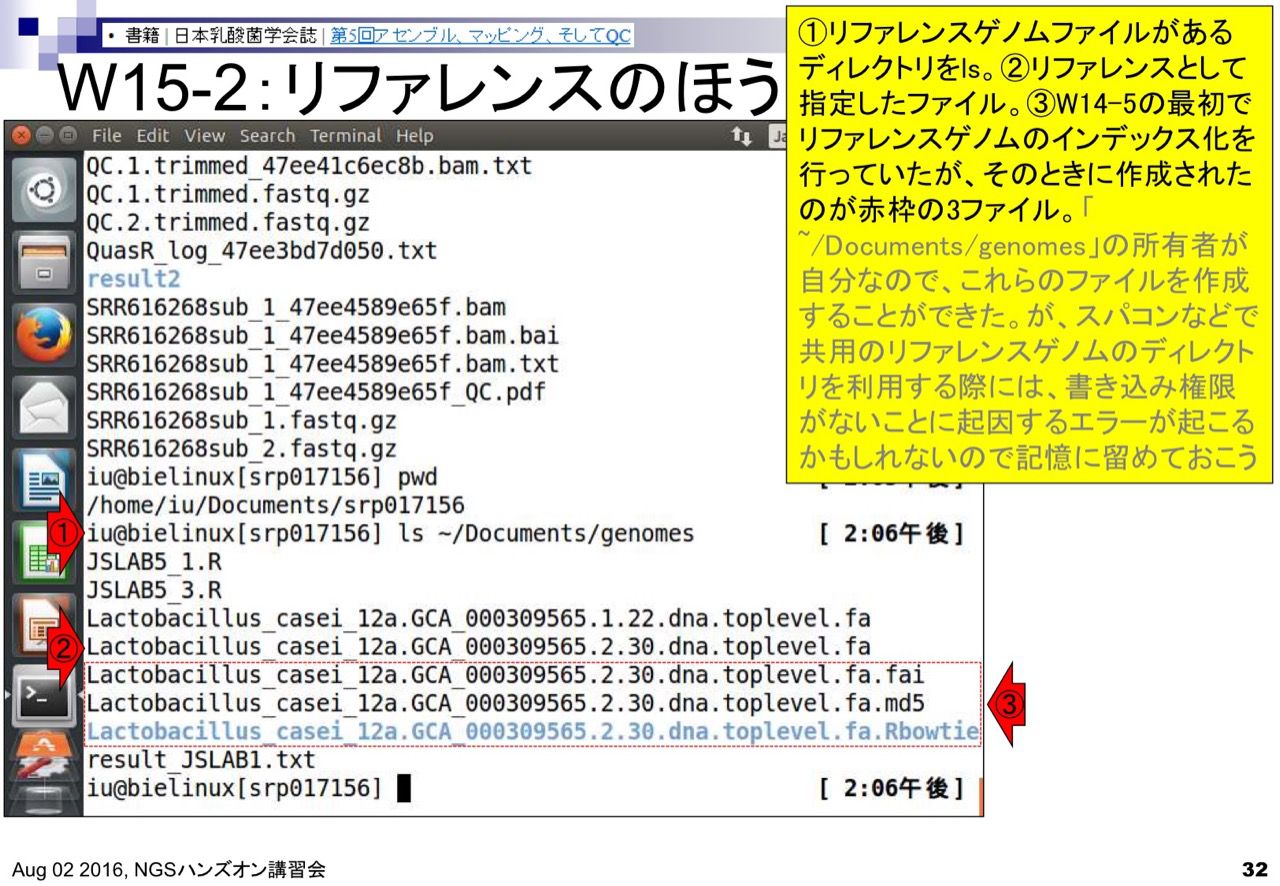 • 書籍 | 日本乳酸菌学会誌 | 第5回アセンブル、マッピング、そしてQC
W15-2：リファレンスのほう
①リファレンスゲノムファイルがある
ディレクトリをls。②リファレンスとして
指定したファイル。③W14-5の最初で
リファレンスゲノムのインデックス化を
行っていたが、そのときに作成された
のが赤枠の3ファイル。「
~/Documents/genomes」の所有者が
自分なので、これらのファイルを作成
することができた。が、スパコンなどで
共用のリファレンスゲノムのディレクト
リを利用する際には、書き込み権限
がないことに起因するエラーが起こる
かもしれないので記憶に留めておこう
File Edit View Search Terminal Help
QC.1.trimmed_47ee41c6ec8b.bam.txt
QC.1.trimmed.fastq.gz
QC.2.trimmed.fastq.gz
QuasR_log_47ee3bd7d050.txt
result2
SRR616268sub_1_47ee4589e65f.bam
SRR616268sub_1_47ee4589e65f.bam.bai
SRR616268sub_1_47ee4589e65f.bam.txt
SRR616268sub_1_47ee4589e65f_QC.pdf
SRR616268sub_1.fastq.gz
SRR616268sub_2.fastq.gz
iu@bielinux[srp017156] pwd
/home/iu/Documents/srp017156
① iu@bielinux[srp017156] ls ~/Documents/genomes [ 2:06午後]
JSLAB5_1.R
JSLAB5_3.R
Lactobacillus_casei_12a.GCA_000309565.1.22.dna.toplevel.fa
② Lactobacillus_casei_12a.GCA_000309565.2.30.dna.toplevel.fa
Lactobacillus_casei_12a.GCA_000309565.2.30.dna.toplevel.fa.fai
Lactobacillus_casei_12a.GCA_000309565.2.30.dna.toplevel.fa.md5 ③
Lactobacillus_casei_12a.GCA_000309565.2.30.dna.toplevel.fa.Rbowtie
result_JSLAB1.txt
iu@bielinux[srp017156] [ 2:06午後]
Aug 02 2016, NGSハンズオン講習会
32